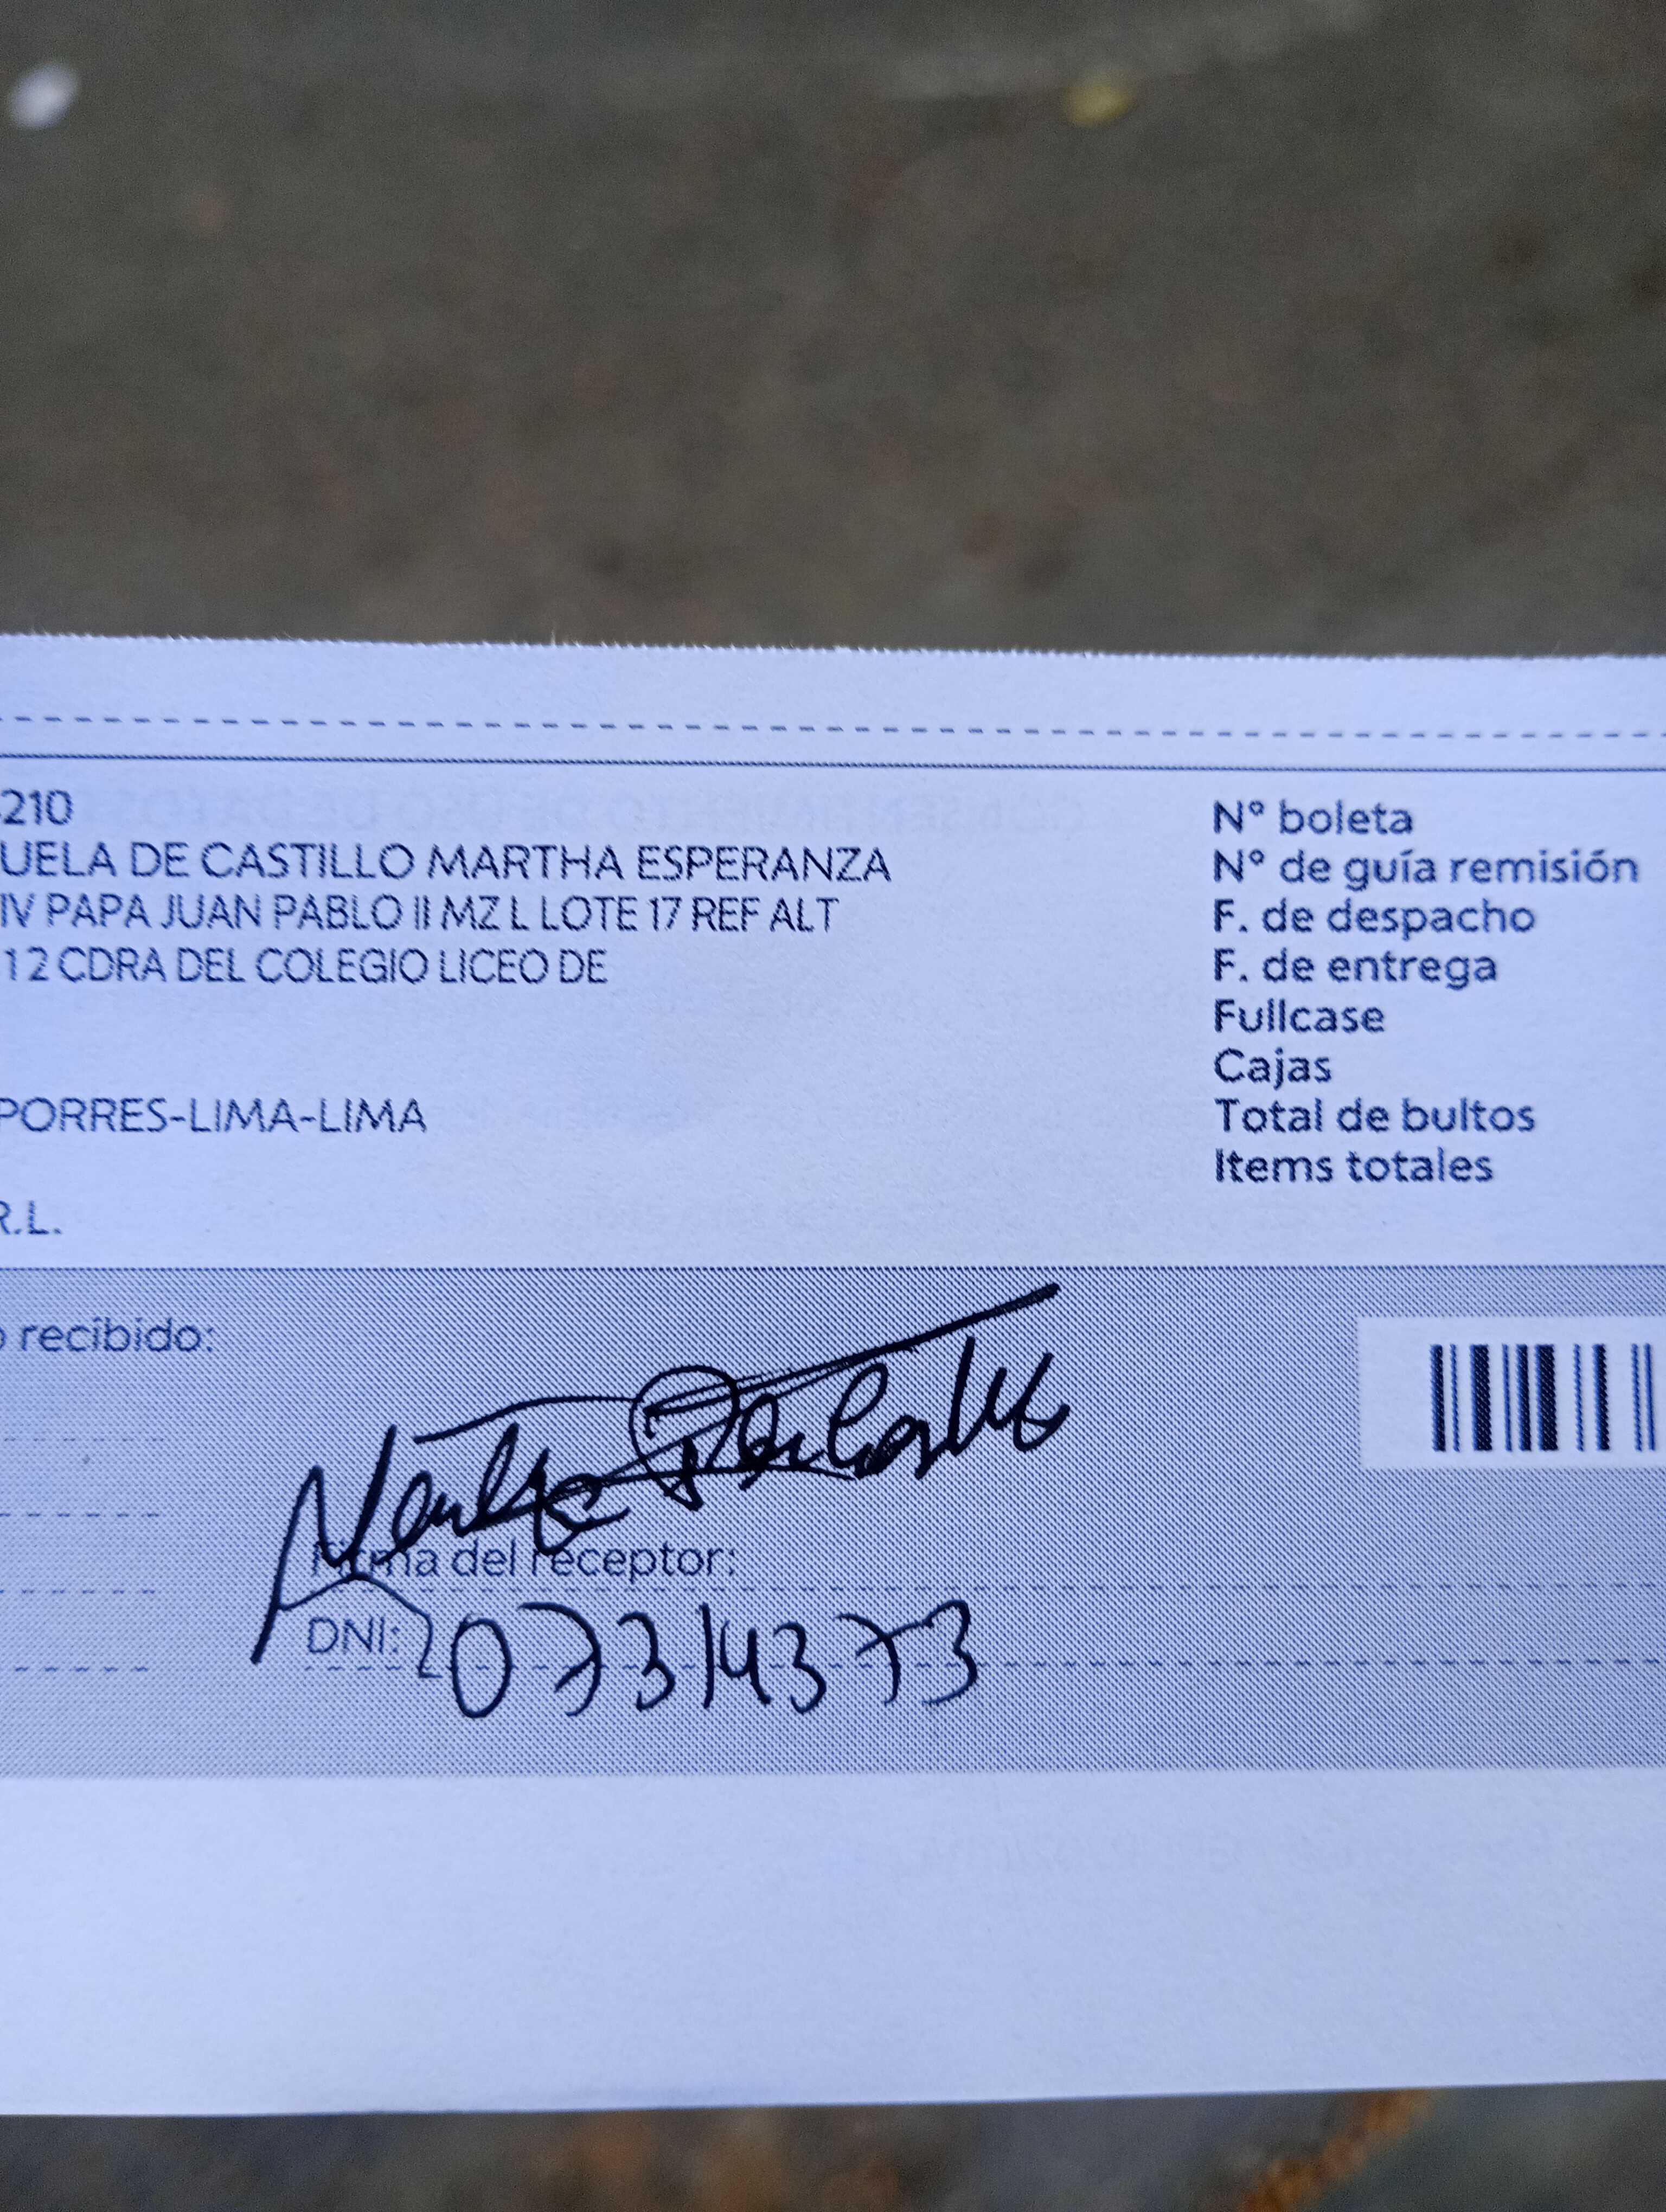 210
UELA DE CASTILLO MARTHA ESPERANZA
IV PAPA JUAN PABLO II MZ L LOTE 17 REF ALT
1 2 CDRA DEL COLEGIO LICEO DE
PORRES-LIMA-LIMA
R.L.
N° boleta
N° de guía remisión
F. de despacho
F. de entrega
Fullcase
Cajas
Total de bultos
Items totales
o recibido:
Firma del receptor:
DNI: 07314373